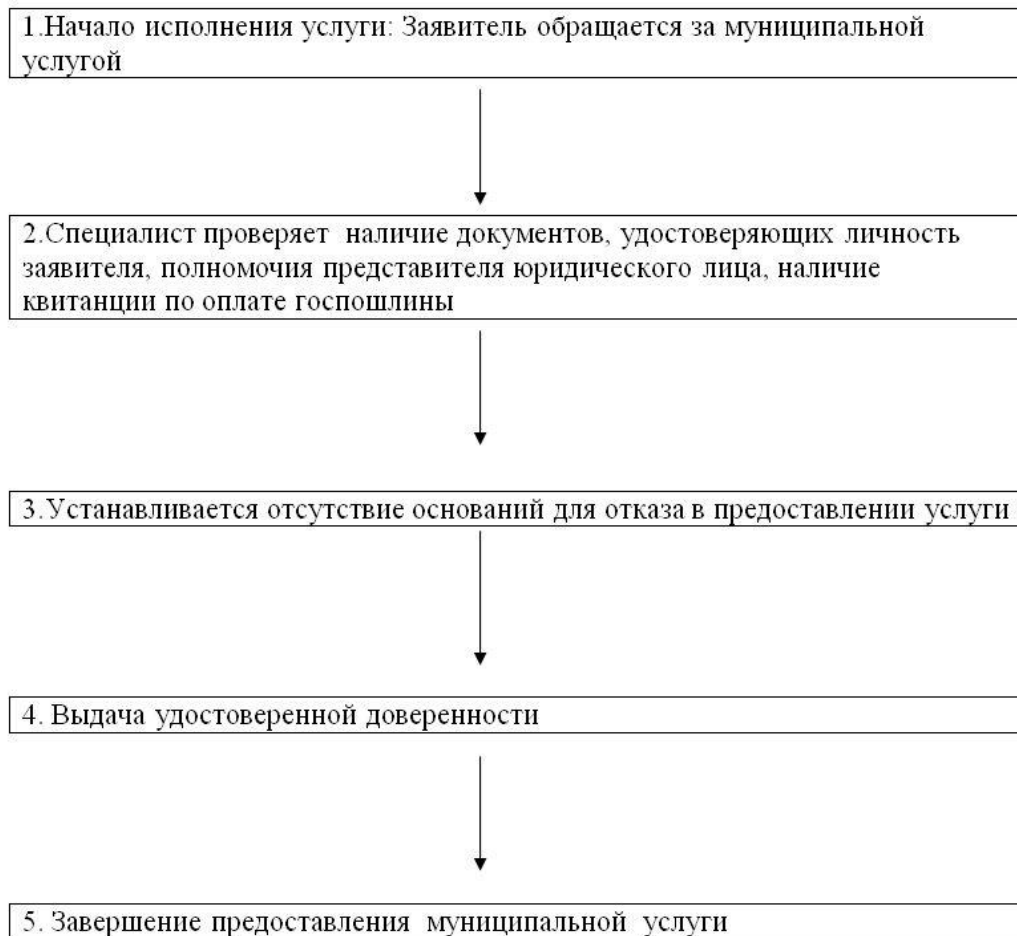 1.Начало исполнения услуги: Заявитель обращается за муниципальной
услугой
2.Специалист проверяет наличие документов, удостоверяющих личность
заявителя, полномочия представителя юридического лица, наличие
квитанции по оплате госпошлины
3.Устанавливается отсутствие оснований для отказа в предоставлении услуги
4. Выдача удостоверенной доверенности
5. Завершение предоставления муниципальной услуги